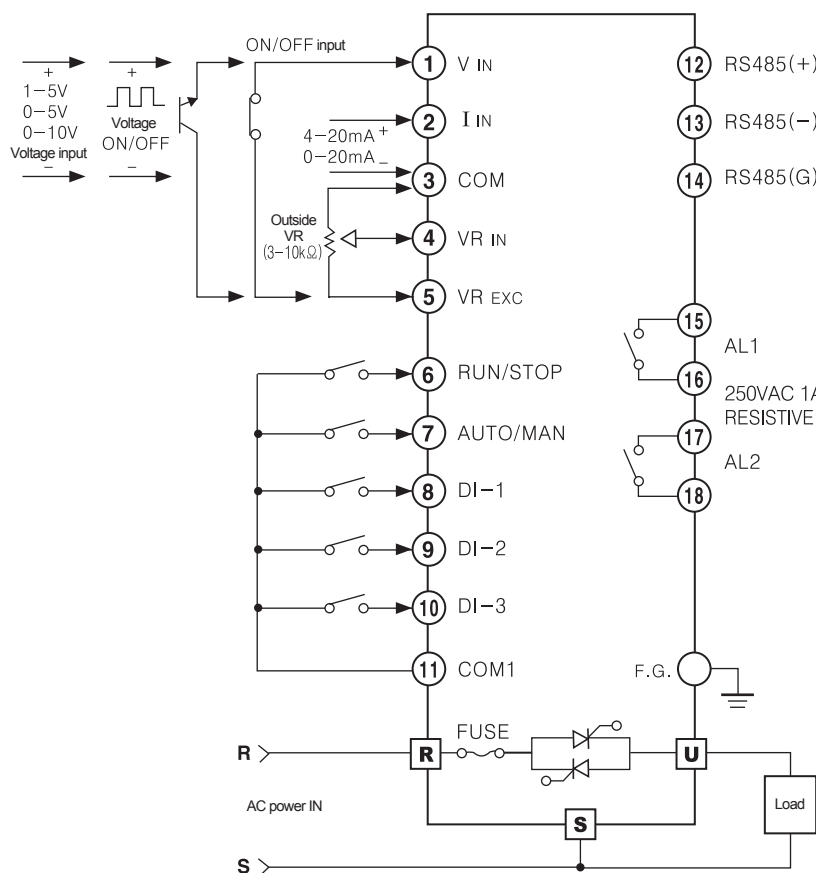 ON/OFF input
+
1–5V
0–5V
0–10V
Voltage input
–
+
Voltage
ON/OFF
–
4–20mA +
0–20mA –
Outside
VR
(3–10kΩ)
1 V IN
2 I IN
3 COM
4 VR IN
5 VR EXC
6 RUN/STOP
7 AUTO/MAN
8 DI–1
9 DI–2
10 DI–3
11 COM1
12 RS485(+)
13 RS485(–)
14 RS485(G)
15
AL1
16
250VAC 1A
RESISTIVE
17
AL2
18
F.G.
FUSE
R
R
U
AC power IN
Load
S
S